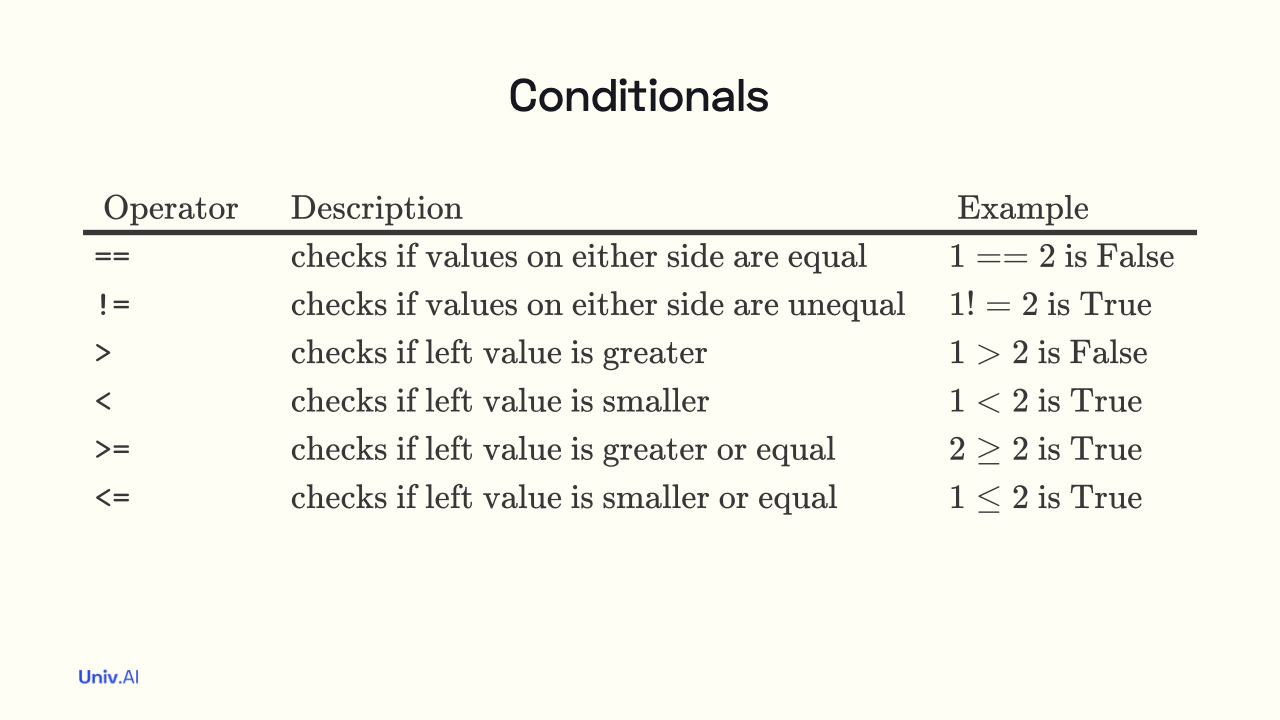 Conditionals
Operator Description Example
== checks if values on either side are equal 1 == 2 is False
!= checks if values on either side are unequal 1! = 2 is True
> checks if left value is greater 1 > 2 is False
< checks if left value is smaller 1 < 2 is True
>= checks if left value is greater or equal 2 ≥ 2 is True
<= checks if left value is smaller or equal 1 ≤ 2 is True
Univ.AI